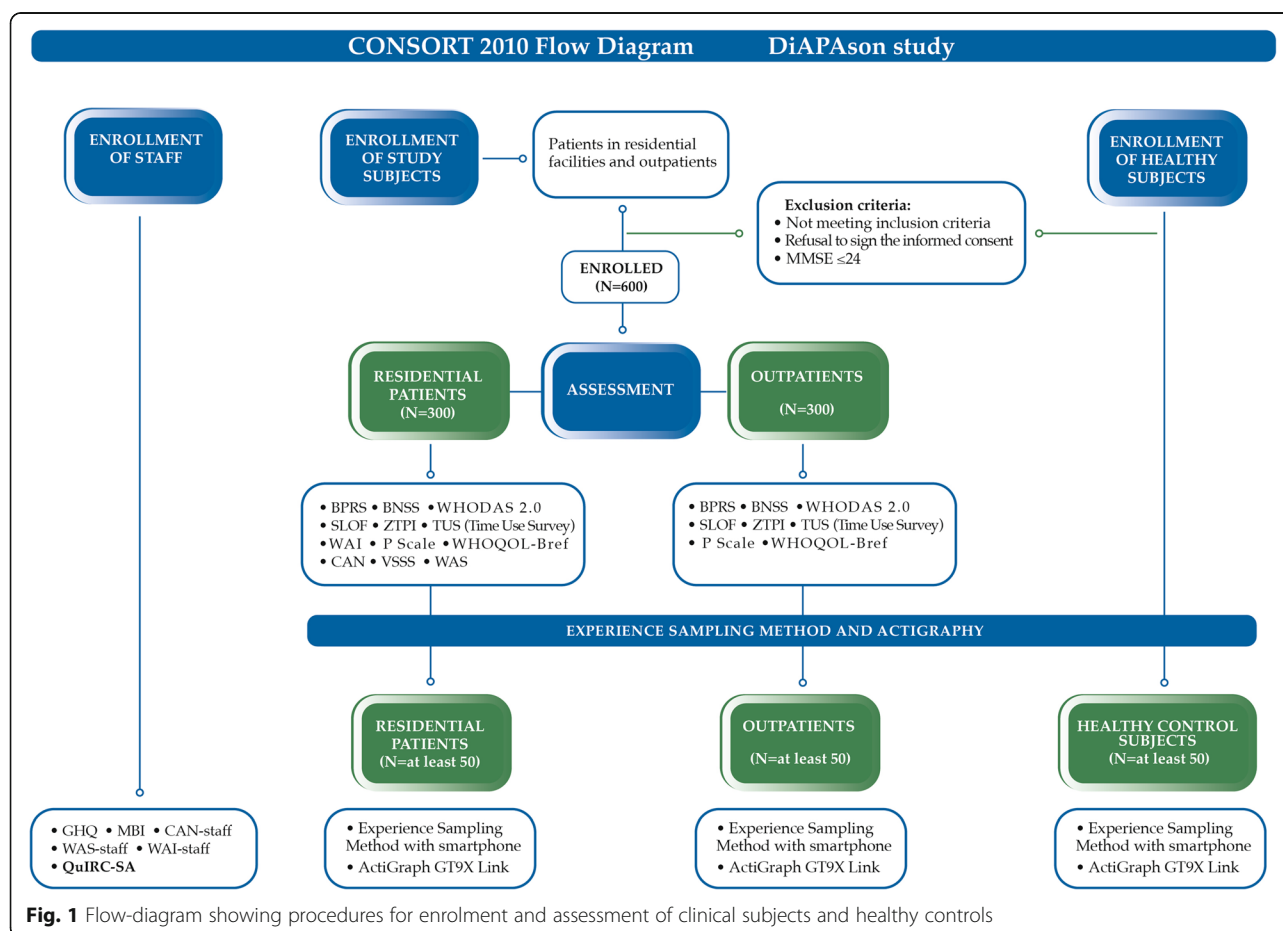 CONSORT 2010 Flow Diagram DiAPAson study
ENROLLMENT
OF STAFF
ENROLLMENT
OF STUDY
SUBJECTS
Patients in residential
facilities and outpatients
ENROLLMENT
OF HEALTHY
SUBJECTS
Exclusion criteria:
• Not meeting inclusion criteria
• Refusal to sign the informed consent
• MMSE ≤24
ENROLLED
(N=600)
RESIDENTIAL
PATIENTS
(N=300)
ASSESSMENT
OUTPATIENTS
(N=300)
• BPRS • BNSS • WHODAS 2.0
• SLOF • ZTPI • TUS (Time Use Survey)
• WAI • P Scale • WHOQOL-Bref
• CAN • VSSS • WAS
• BPRS • BNSS • WHODAS 2.0
• SLOF • ZTPI • TUS (Time Use Survey)
• P Scale • WHOQOL-Bref
EXPERIENCE SAMPLING METHOD AND ACTIGRAPHY
RESIDENTIAL
PATIENTS
(N=at least 50)
OUTPATIENTS
(N=at least 50)
HEALTHY CONTROL
SUBJECTS
(N=at least 50)
• GHQ • MBI • CAN-staff
• WAS-staff • WAI-staff
• QuIRC-SA
• Experience Sampling
Method with smartphone
• ActiGraph GT9X Link
• Experience Sampling
Method with smartphone
• ActiGraph GT9X Link
• Experience Sampling
Method with smartphone
• ActiGraph GT9X Link
Fig. 1 Flow-diagram showing procedures for enrolment and assessment of clinical subjects and healthy controls